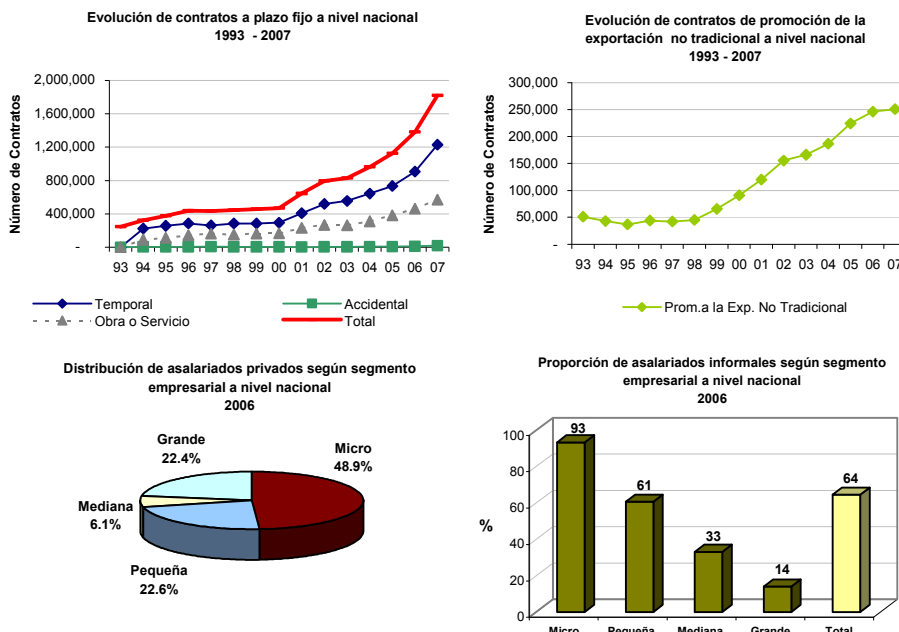 Evolución de contratos a plazo fijo a nivel nacional
1993 - 2007
Número de Contratos
2,000,000
1,600,000
1,200,000
800,000
400,000
-
93 94 95 96 97 98 99 00 01 02 03 04 05 06 07
Temporal
Accidental
Obra o Servicio
Total
Evolución de contratos de promoción de la
exportación no tradicional a nivel nacional
1993 - 2007
Número de Contratos
300,000
250,000
200,000
150,000
100,000
50,000
-
93 94 95 96 97 98 99 00 01 02 03 04 05 06 07
Prom.a la Exp. No Tradicional
Distribución de asalariados privados según segmento
empresarial a nivel nacional
2006
Grande
22.4%
Micro
48.9%
Mediana
6.1%
Pequeña
22.6%
Proporción de asalariados informales según segmento
empresarial a nivel nacional
2006
%
100
80
60
40
20
0
93
61
33
14
64
Micro Pequeña Mediana Grande Total